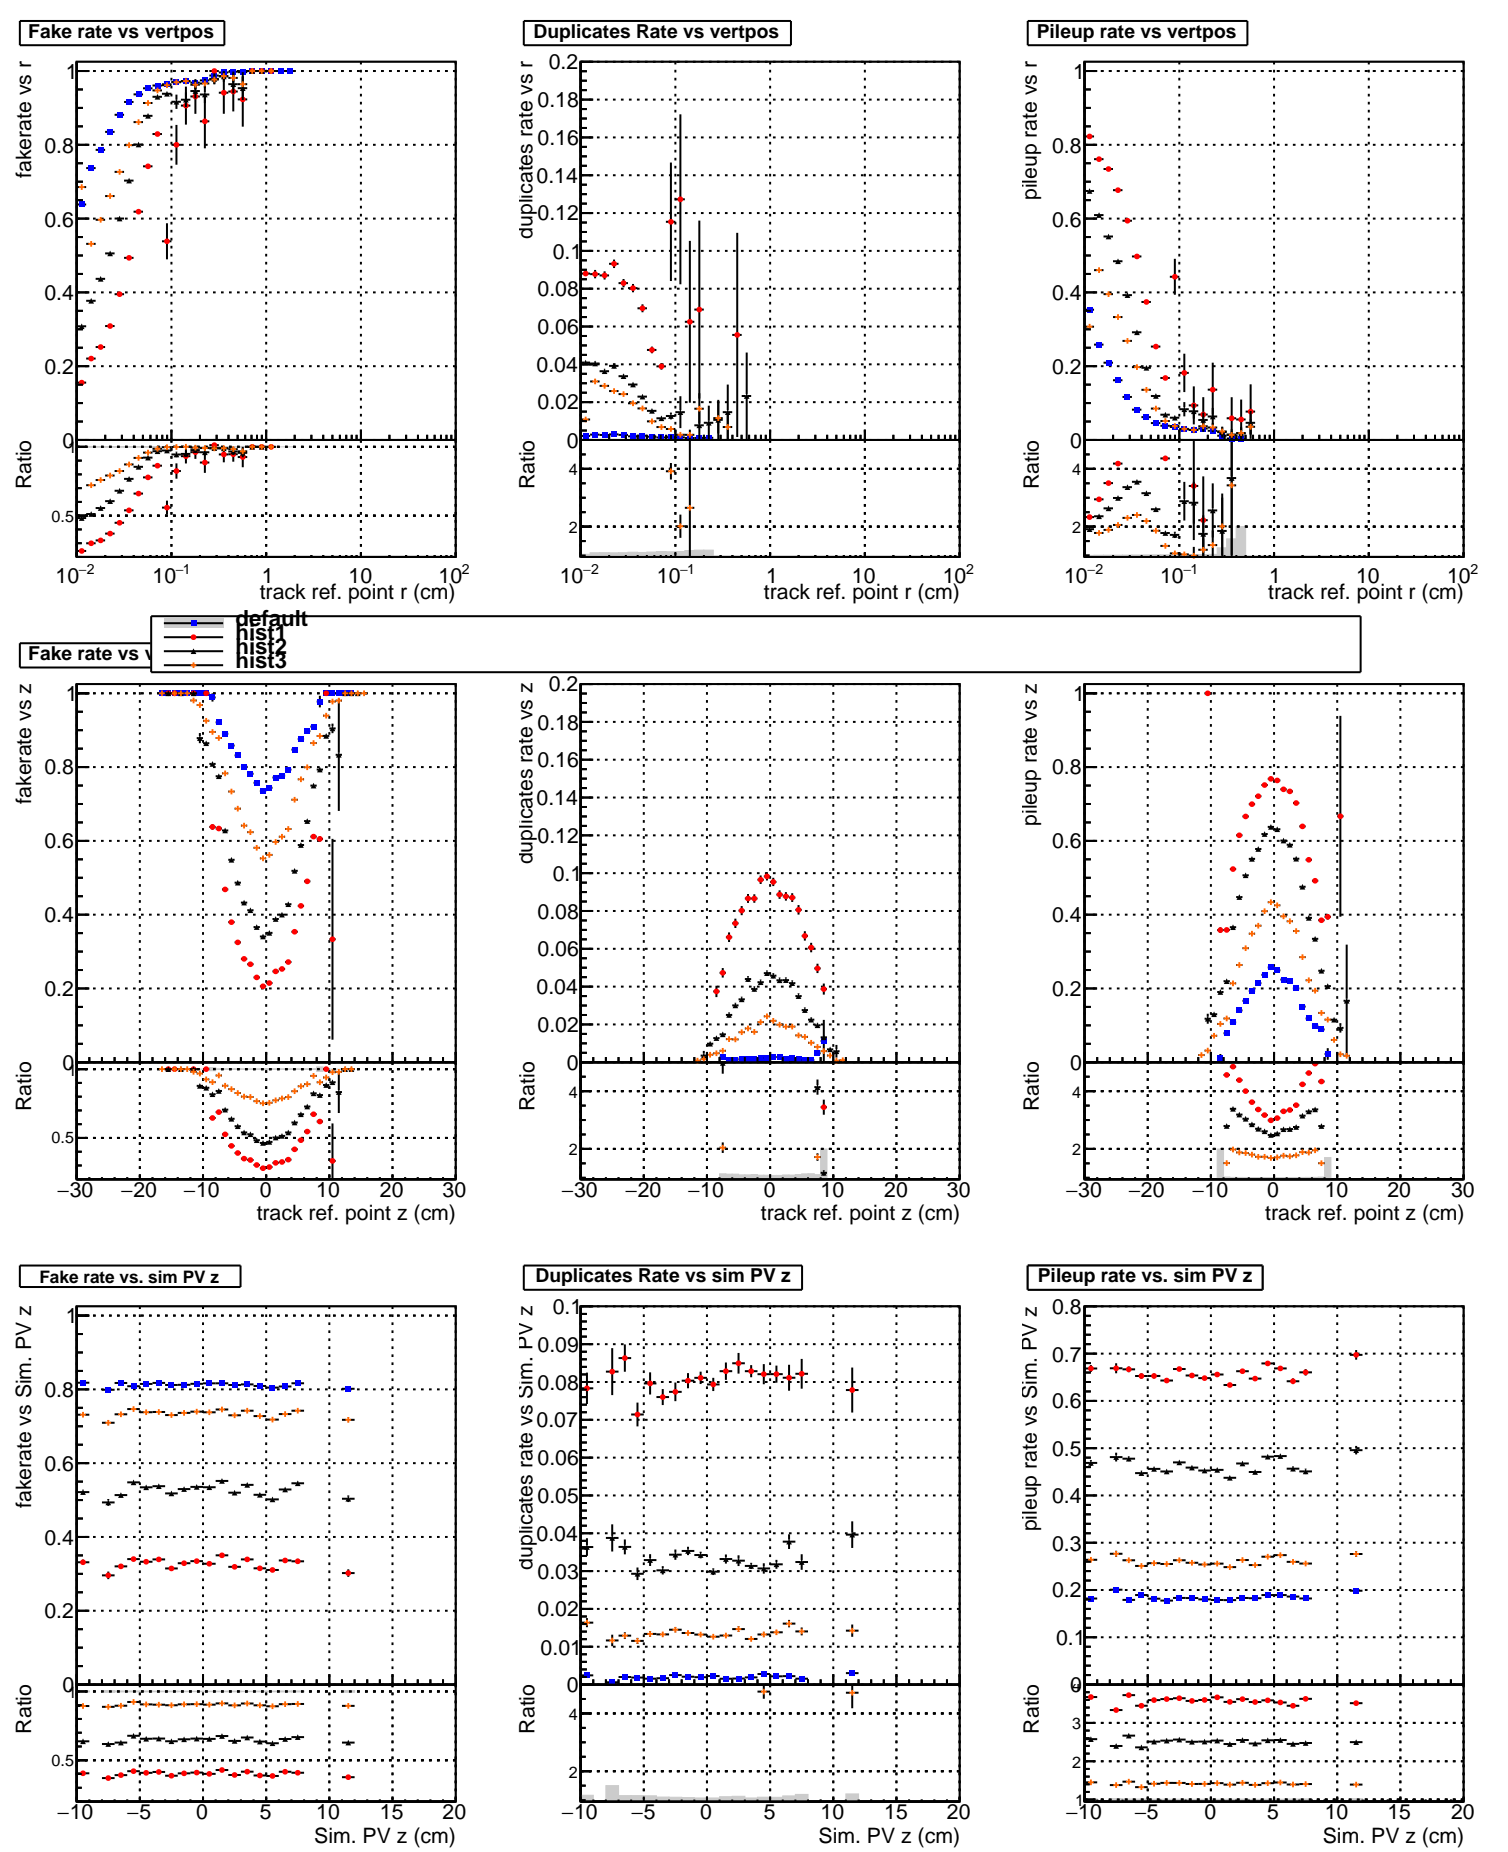 Fake rate vs vertpos
Duplicates Rate vs vertpos
Pileup rate vs vertpos
fakerate vs r
1
0.8
0.6
0.4
0.2
0
Ratio
1
0.5
10−2 10−1 1 10 10²
track ref. point r (cm)
duplicates rate vs r
0.2
0.18
0.16
0.14
0.12
0.1
0.08
0.06
0.04
0.02
0
Ratio
4
2
10−2 10−1 1 10 10²
track ref. point r (cm)
pileup rate vs r
1
0.8
0.6
0.4
0.2
0
Ratio
4
2
10−2 10−1 1 10 10²
track ref. point r (cm)
default
hist1
hist2
hist3
Fake rate vs
fakerate vs z
1
0.8
0.6
0.4
0.2
0
Ratio
1
0.5
−30 −20 −10 0 10 20 30
track ref. point z (cm)
duplicates rate vs z
0.2
0.18
0.16
0.14
0.12
0.1
0.08
0.06
0.04
0.02
0
Ratio
4
2
−30 −20 −10 0 10 20 30
track ref. point z (cm)
pileup rate vs z
1
0.8
0.6
0.4
0.2
0
Ratio
4
2
−30 −20 −10 0 10 20 30
track ref. point z (cm)
Fake rate vs. sim PV z
Duplicates Rate vs sim PV z
Pileup rate vs. sim PV z
fakerate vs Sim. PV z
1
0.8
0.6
0.4
0.2
0
Ratio
1
0.5
−10 −5 0 5 10 15 20
Sim. PV z (cm)
duplicates rate vs Sim. PV z
0.1
0.09
0.08
0.07
0.06
0.05
0.04
0.03
0.02
0.01
0
Ratio
4
2
−10 −5 0 5 10 15 20
Sim. PV z (cm)
pileup rate vs Sim. PV z
0.8
0.7
0.6
0.5
0.4
0.3
0.2
0.1
0
Ratio
3
2
1
−10 −5 0 5 10 15 20
Sim. PV z (cm)